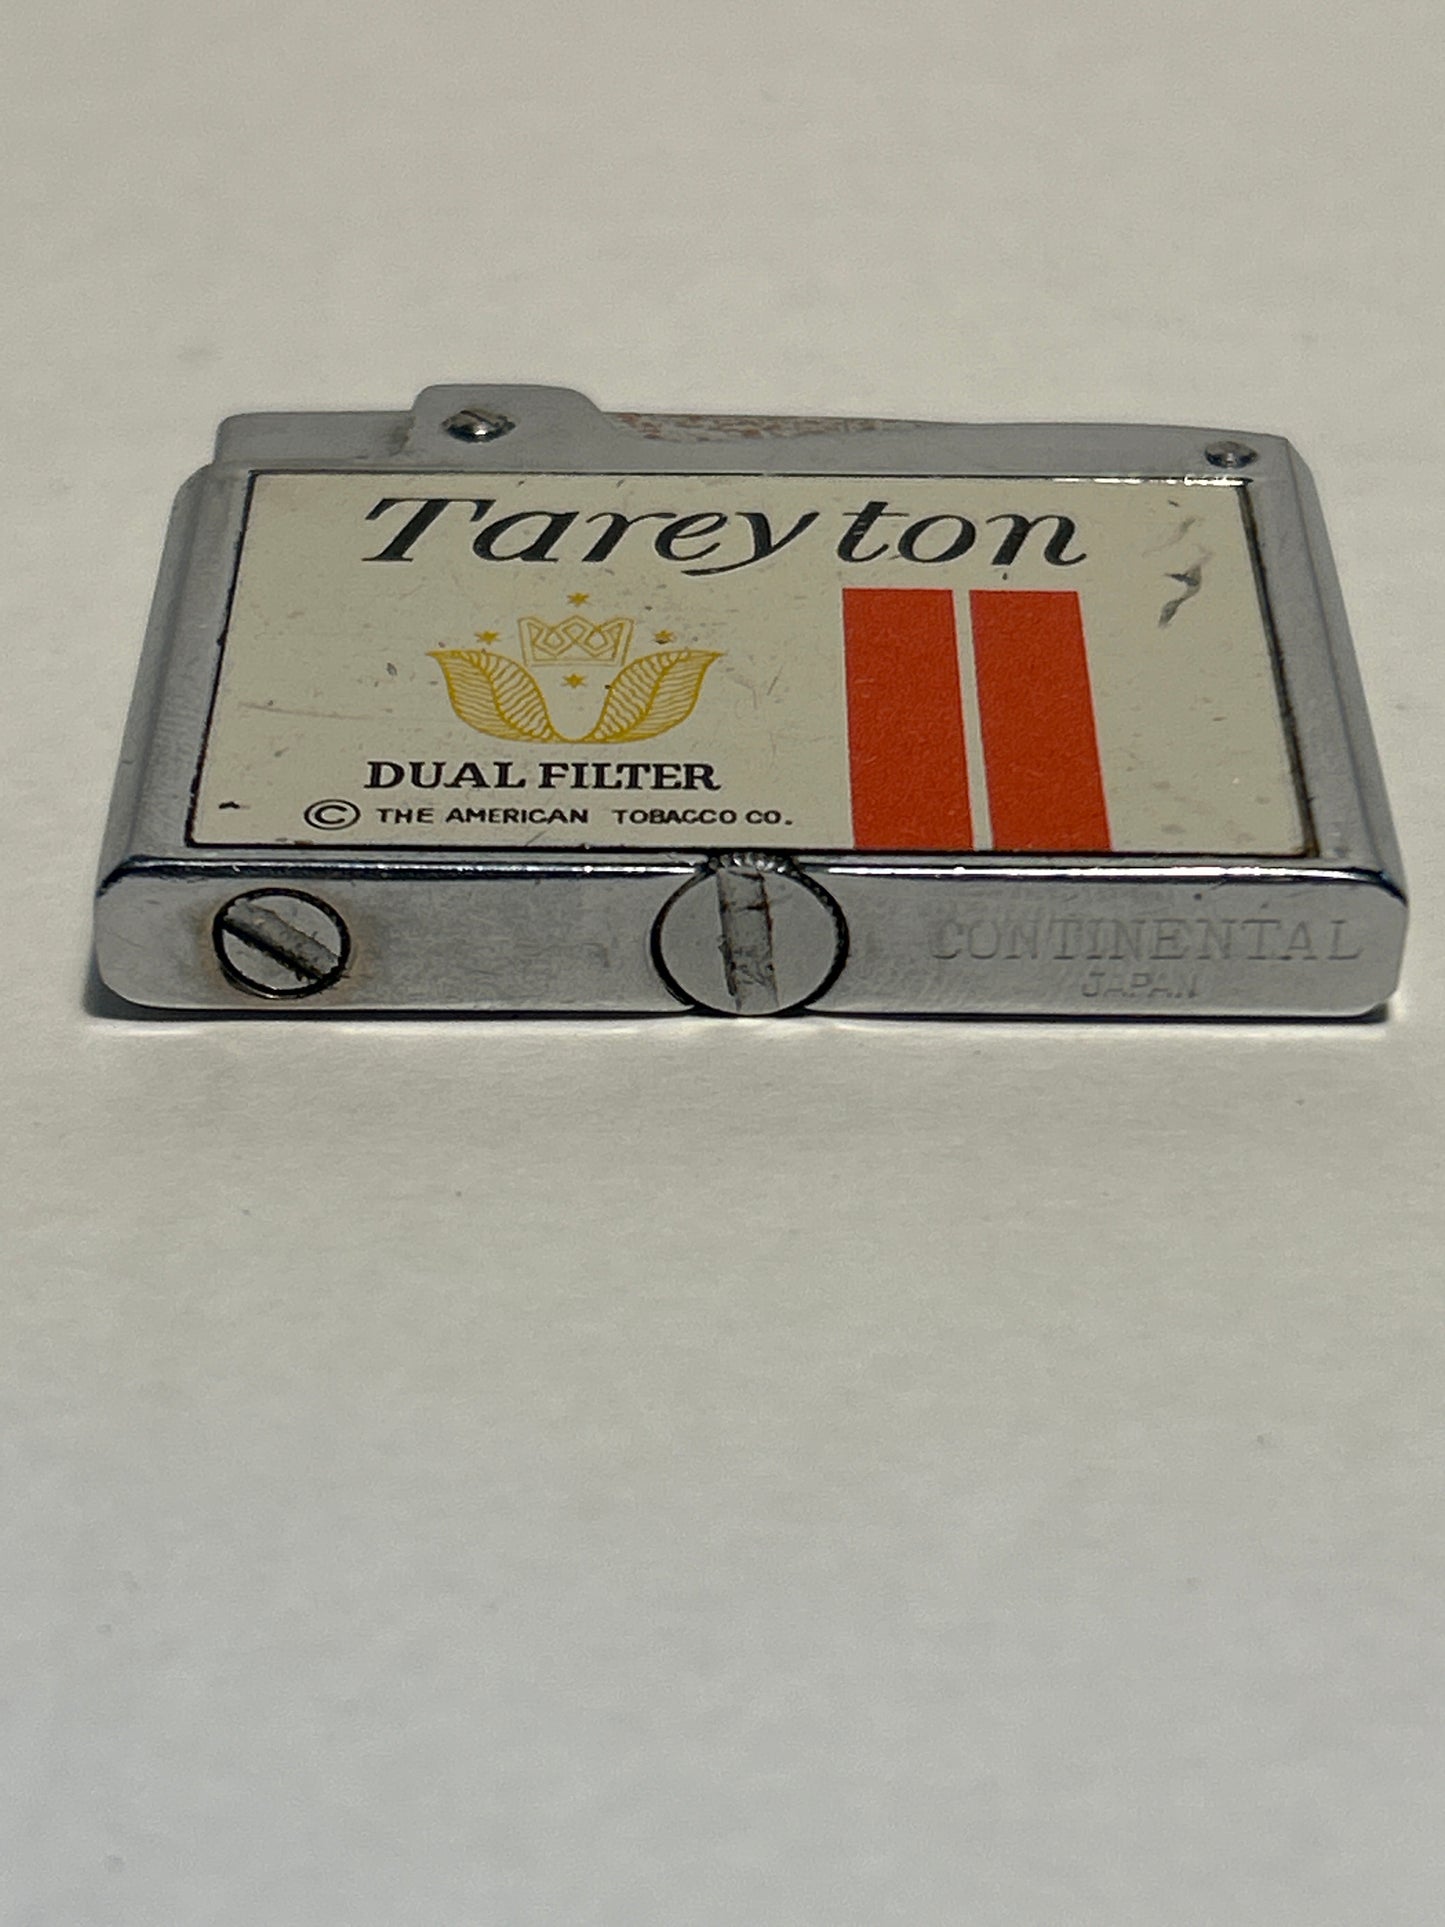 Tareyton
DUAL FILTER
© THE AMERICAN TOBACCO CO.
CONTINENTAL
JAPAN